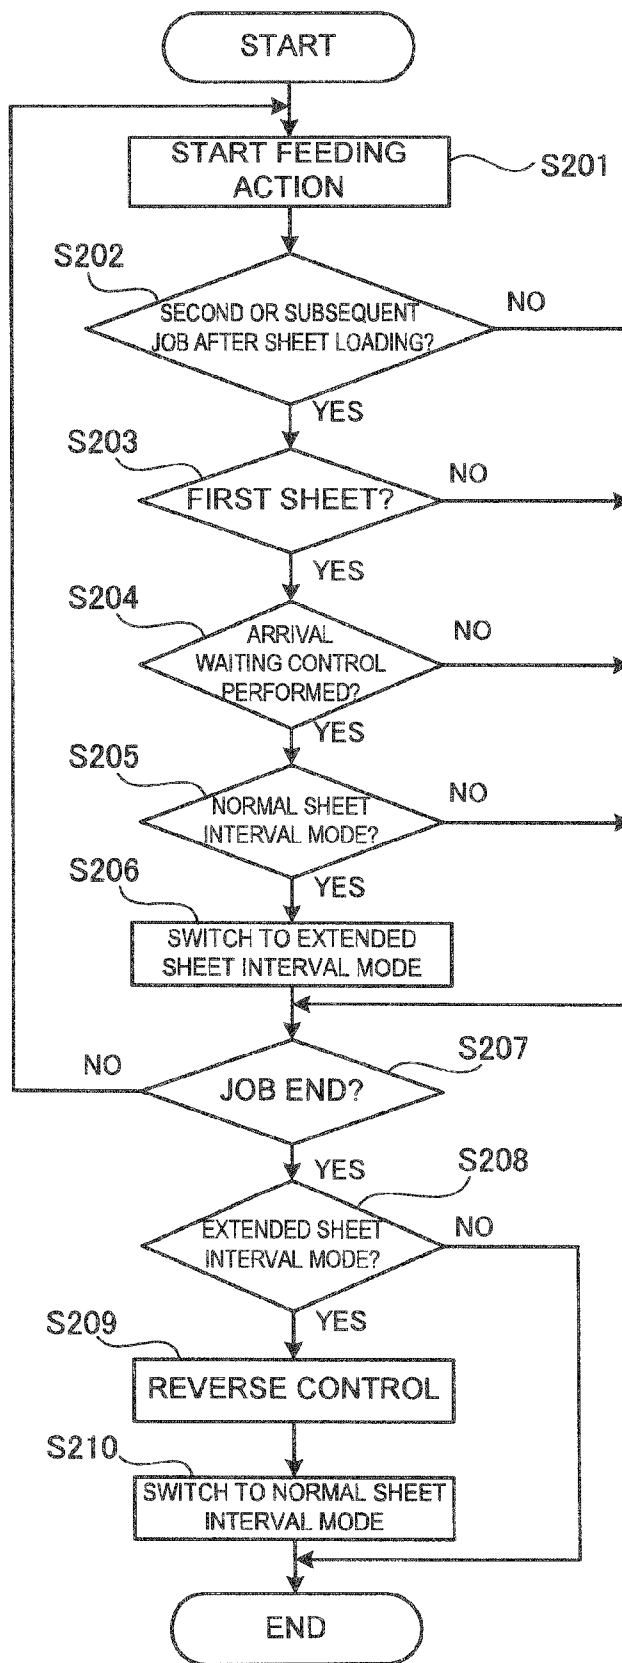 START
START FEEDING
ACTION
S201
S202
SECOND OR SUBSEQUENT
JOB AFTER SHEET LOADING?
NO
YES
S203
FIRST SHEET?
NO
YES
S204
ARRIVAL
WAITING CONTROL
PERFORMED?
NO
YES
S205
NORMAL SHEET
INTERVAL MODE?
NO
YES
S206
SWITCH TO EXTENDED
SHEET INTERVAL MODE
S207
JOB END?
NO
YES
S208
EXTENDED SHEET
INTERVAL MODE?
NO
YES
S209
REVERSE CONTROL
S210
SWITCH TO NORMAL SHEET
INTERVAL MODE
END